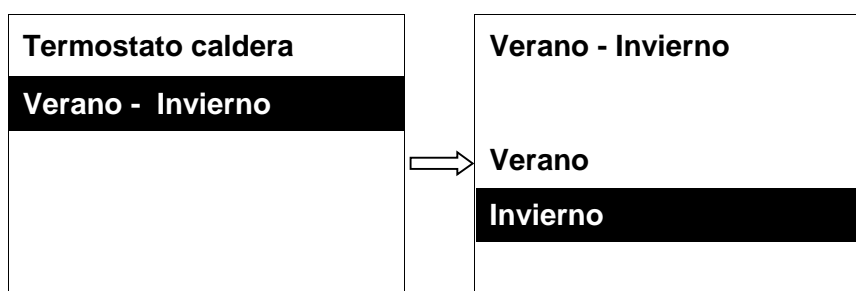 Termostato caldera
Verano - Invierno
Verano - Invierno
Verano
Invierno